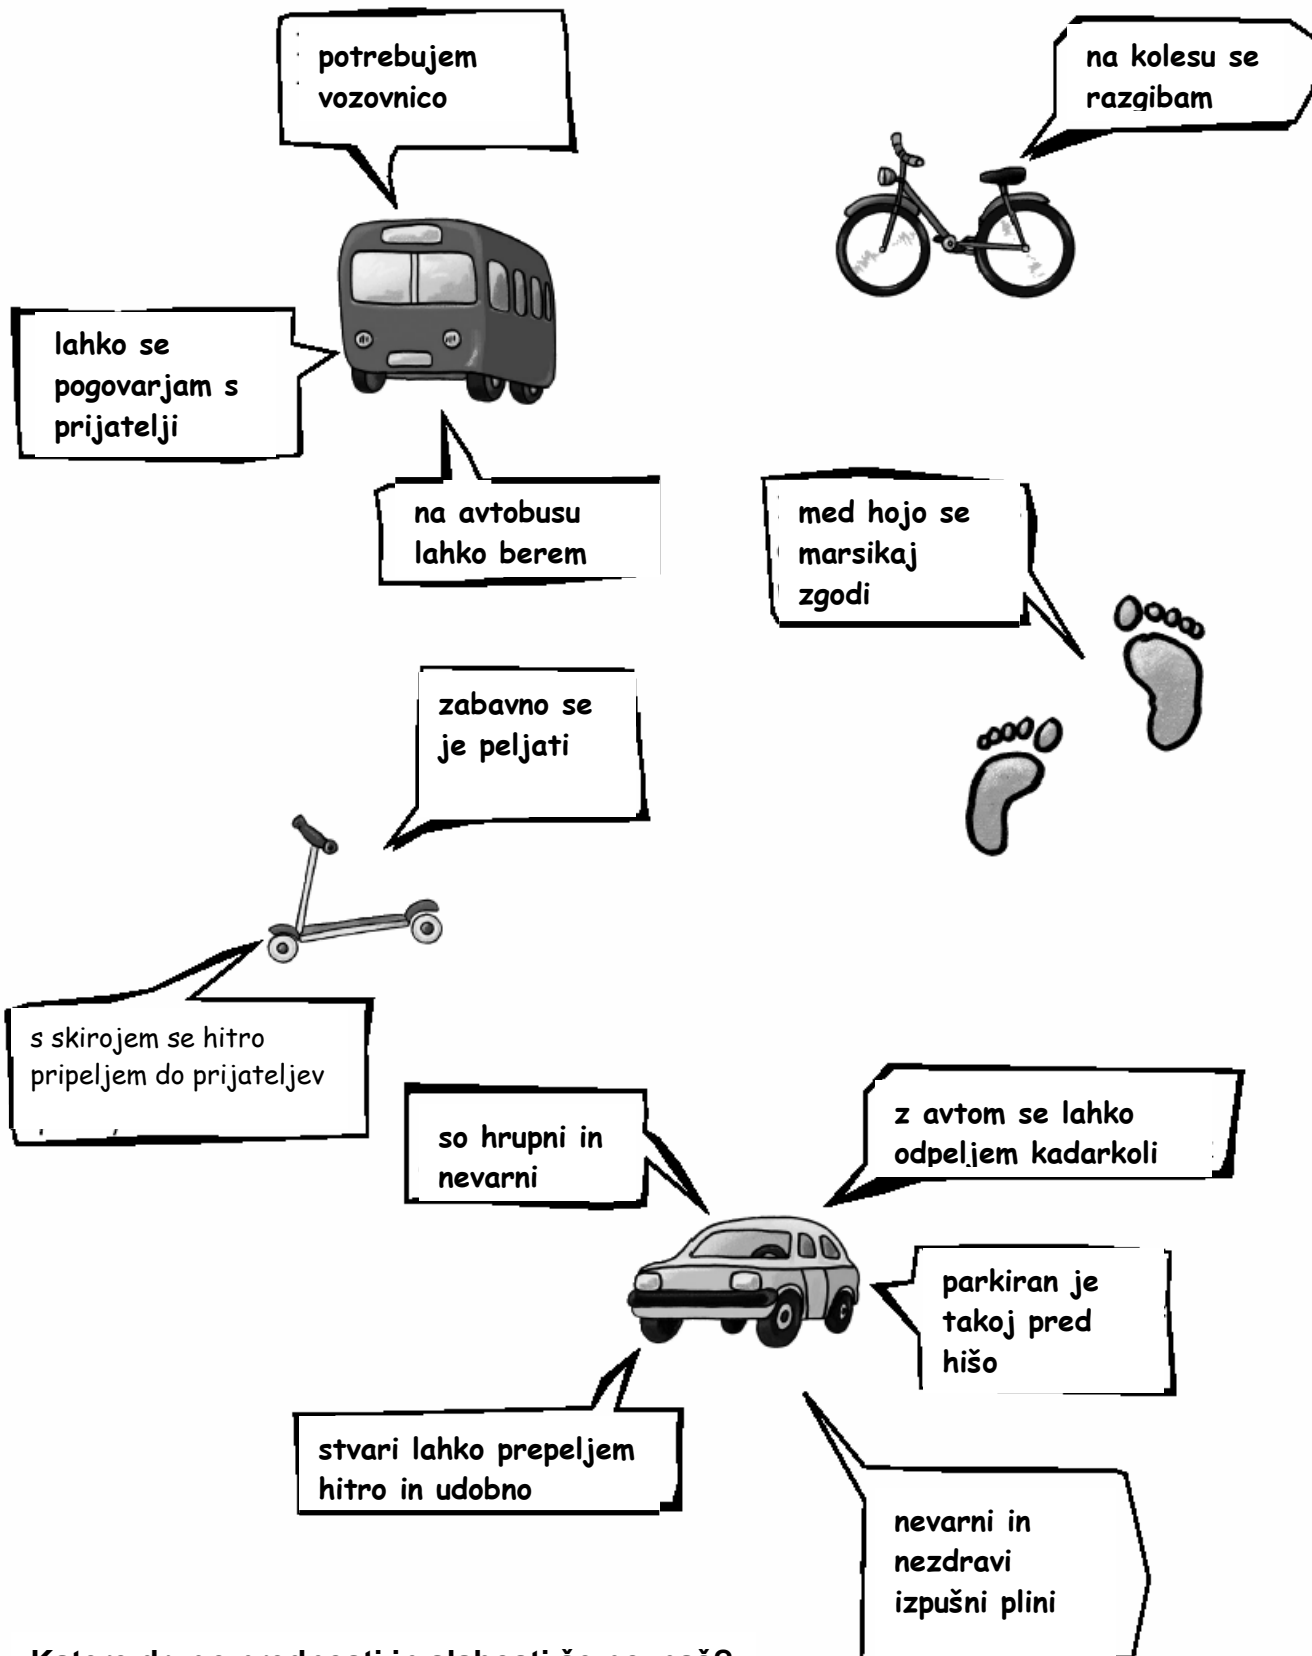 potrebujem
vozovnico
na kolesu se
razgibam
lahko se
pogovarjam s
prijatelji
na avtobusu
lahko berem
med hojo se
marsikaj
zgodi
zabavno se
je peljati
s skirojem se hitro
pripeljem do prijateljev
so hrupni in
nevarni
z avtom se lahko
odpeljem kadarkoli
parkiran je
takoj pred
hišo
stvari lahko prepeljem
hitro in udobno
nevarni in
nezdravi
izpušni plini